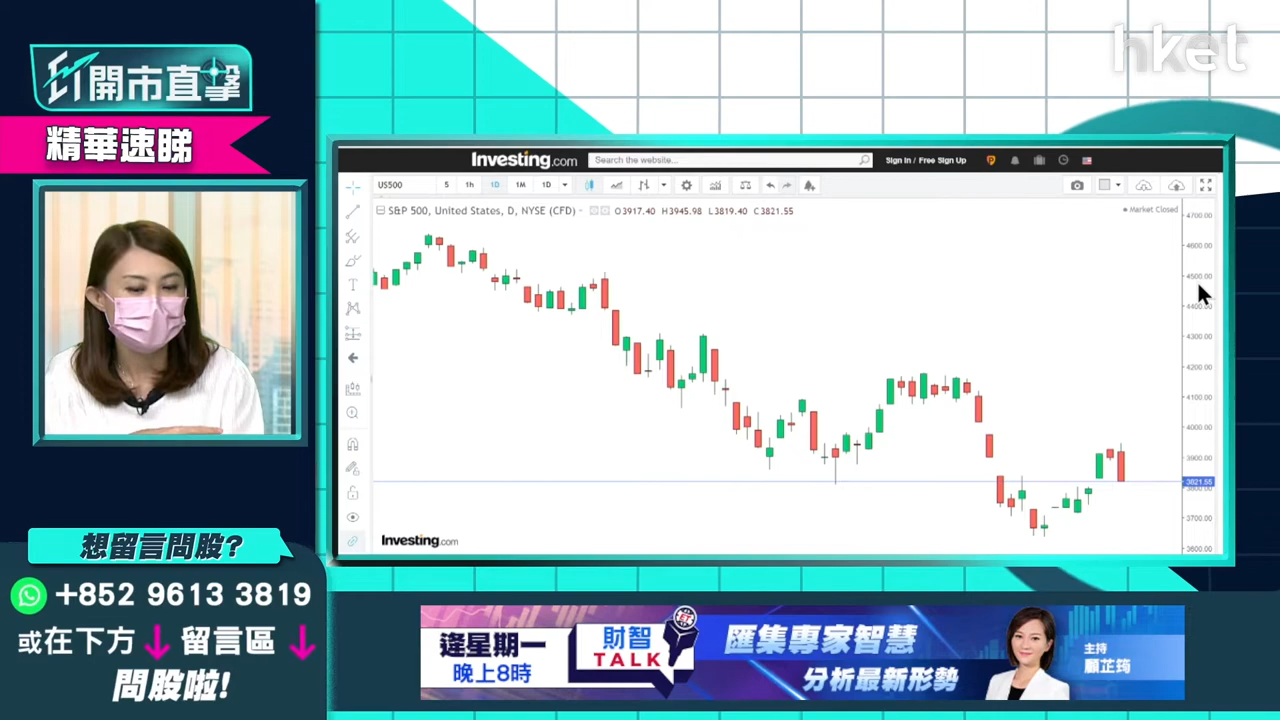 hket
ET開市直擊
精華速睇
Investing.com
Search the website...
Sign In / Free Sign Up
US500
5
1h
1D
1M
1D
S&P 500, United States, D, NYSE (CFD)
O3917.40 H3945.98 L3819.40 C3821.55
Market Closed
4700.00
4600.00
4500.00
4400.00
4300.00
4200.00
4100.00
4000.00
3900.00
3821.55
3800.00
3700.00
3600.00
Investing.com
想留言問股?
+852 9613 3819
或在下方 留言區
問股啦!
逢星期一
晚上8時
財智
TALK
匯集專家智慧
分析最新形勢
主持
顧芷筠